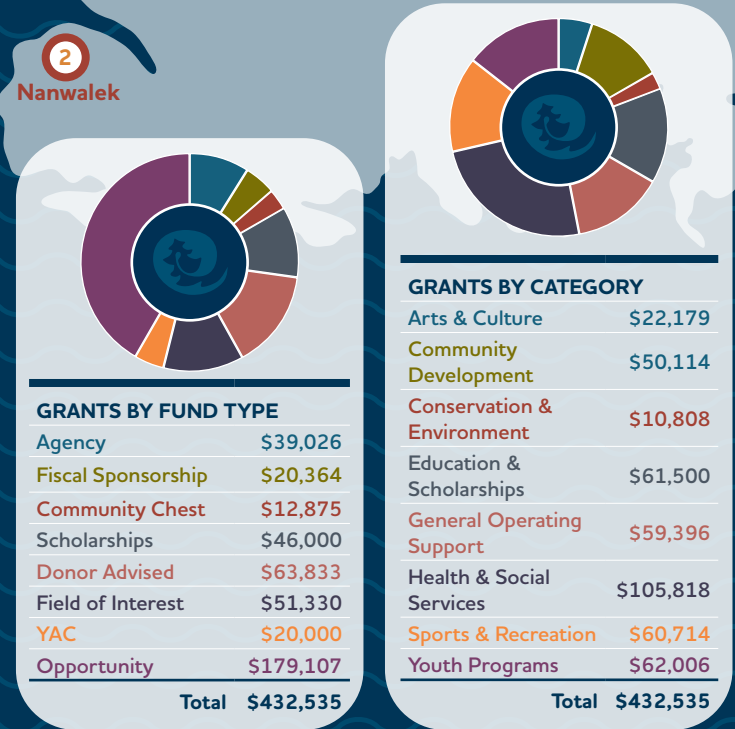 2
Nanwalek
GRANTS BY FUND TYPE
Agency $39,026
Fiscal Sponsorship $20,364
Community Chest $12,875
Scholarships $46,000
Donor Advised $63,833
Field of Interest $51,330
YAC $20,000
Opportunity $179,107
Total $432,535
GRANTS BY CATEGORY
Arts & Culture $22,179
Community
Development $50,114
Conservation &
Environment $10,808
Education &
Scholarships $61,500
General Operating
Support $59,396
Health & Social
Services $105,818
Sports & Recreation $60,714
Youth Programs $62,006
Total $432,535